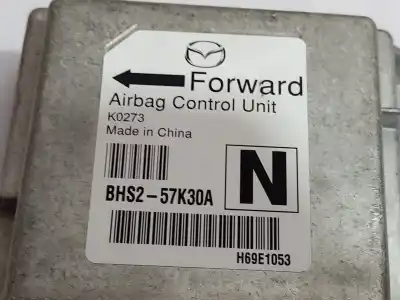 Forward
Airbag Control Unit
K0273
Made in China
N
BHS2-57K30A
H69E1053